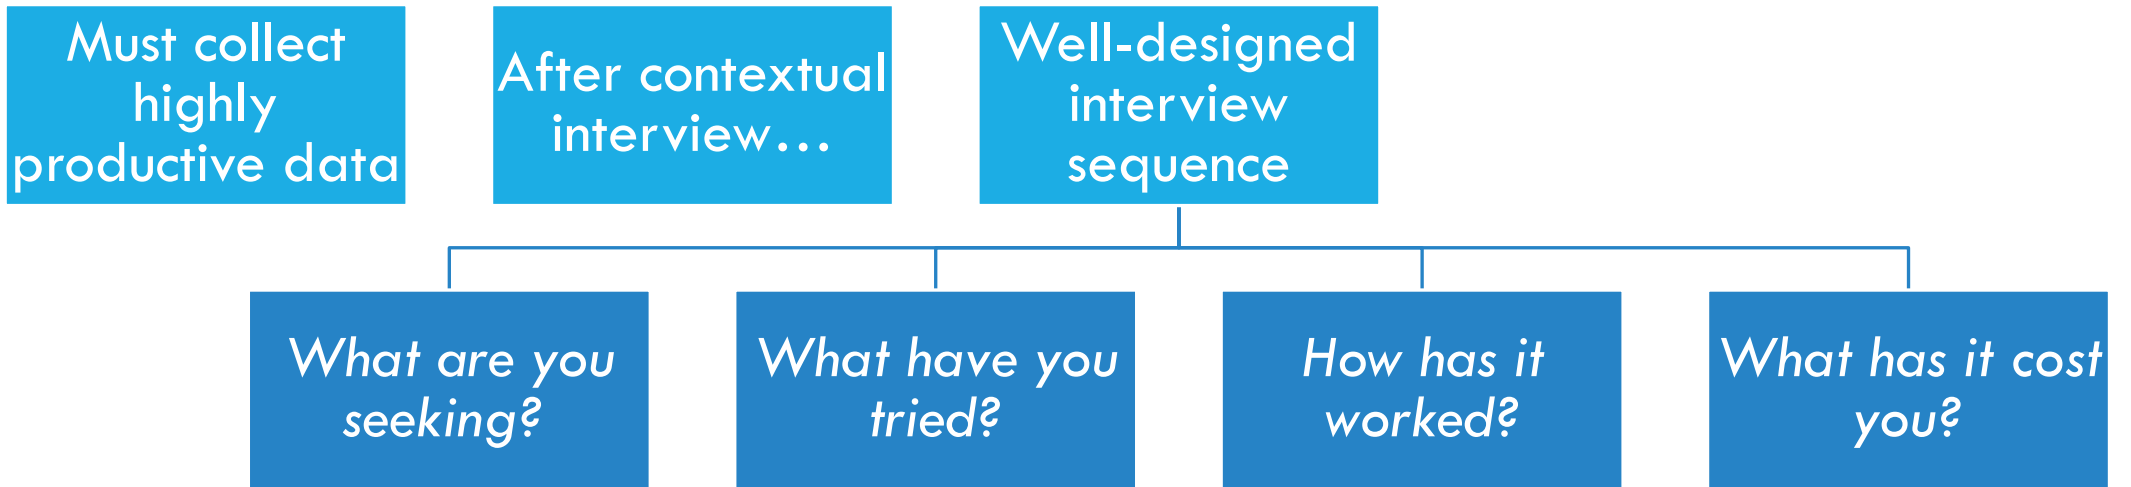 Must collect
highly
productive data
After contextual
interview…
Well-designed
interview
sequence
What are you
seeking?
What have you
tried?
How has it
worked?
What has it cost
you?